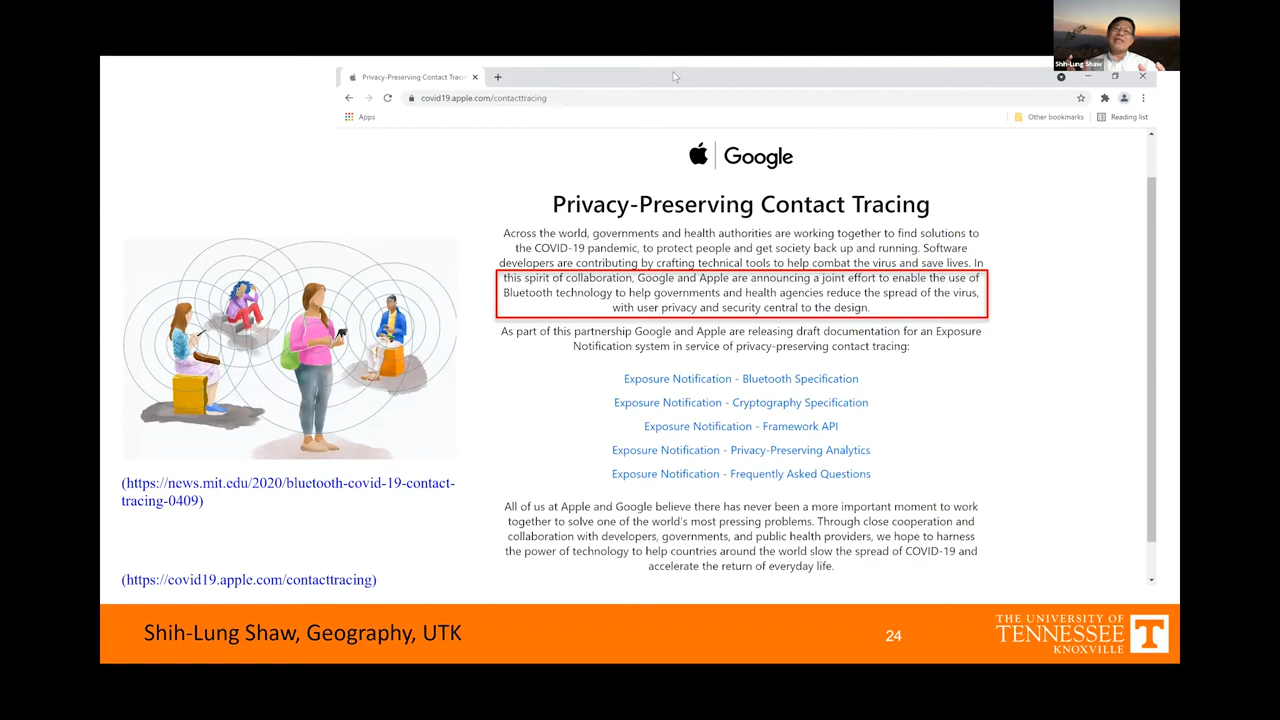 Shih-Lung Shaw
Privacy-Preserving Contact Tracin
covid19.apple.com/contacttracing
Apps
Other bookmarks
Reading list
Google
Privacy-Preserving Contact Tracing
Across the world, governments and health authorities are working together to find solutions to
the COVID-19 pandemic, to protect people and get society back up and running. Software
developers are contributing by crafting technical tools to help combat the virus and save lives. In
this spirit of collaboration, Google and Apple are announcing a joint effort to enable the use of
Bluetooth technology to help governments and health agencies reduce the spread of the virus,
with user privacy and security central to the design.
As part of this partnership Google and Apple are releasing draft documentation for an Exposure
Notification system in service of privacy-preserving contact tracing:
Exposure Notification - Bluetooth Specification
Exposure Notification - Cryptography Specification
Exposure Notification - Framework API
Exposure Notification - Privacy-Preserving Analytics
Exposure Notification - Frequently Asked Questions
All of us at Apple and Google believe there has never been a more important moment to work
together to solve one of the world's most pressing problems. Through close cooperation and
collaboration with developers, governments, and public health providers, we hope to harness
the power of technology to help countries around the world slow the spread of COVID-19 and
accelerate the return of everyday life.
(https://news.mit.edu/2020/bluetooth-covid-19-contact-
tracing-0409)
(https://covid19.apple.com/contacttracing)
Shih-Lung Shaw, Geography, UTK
24
THE UNIVERSITY OF
TENNESSEE
KNOXVILLE
T